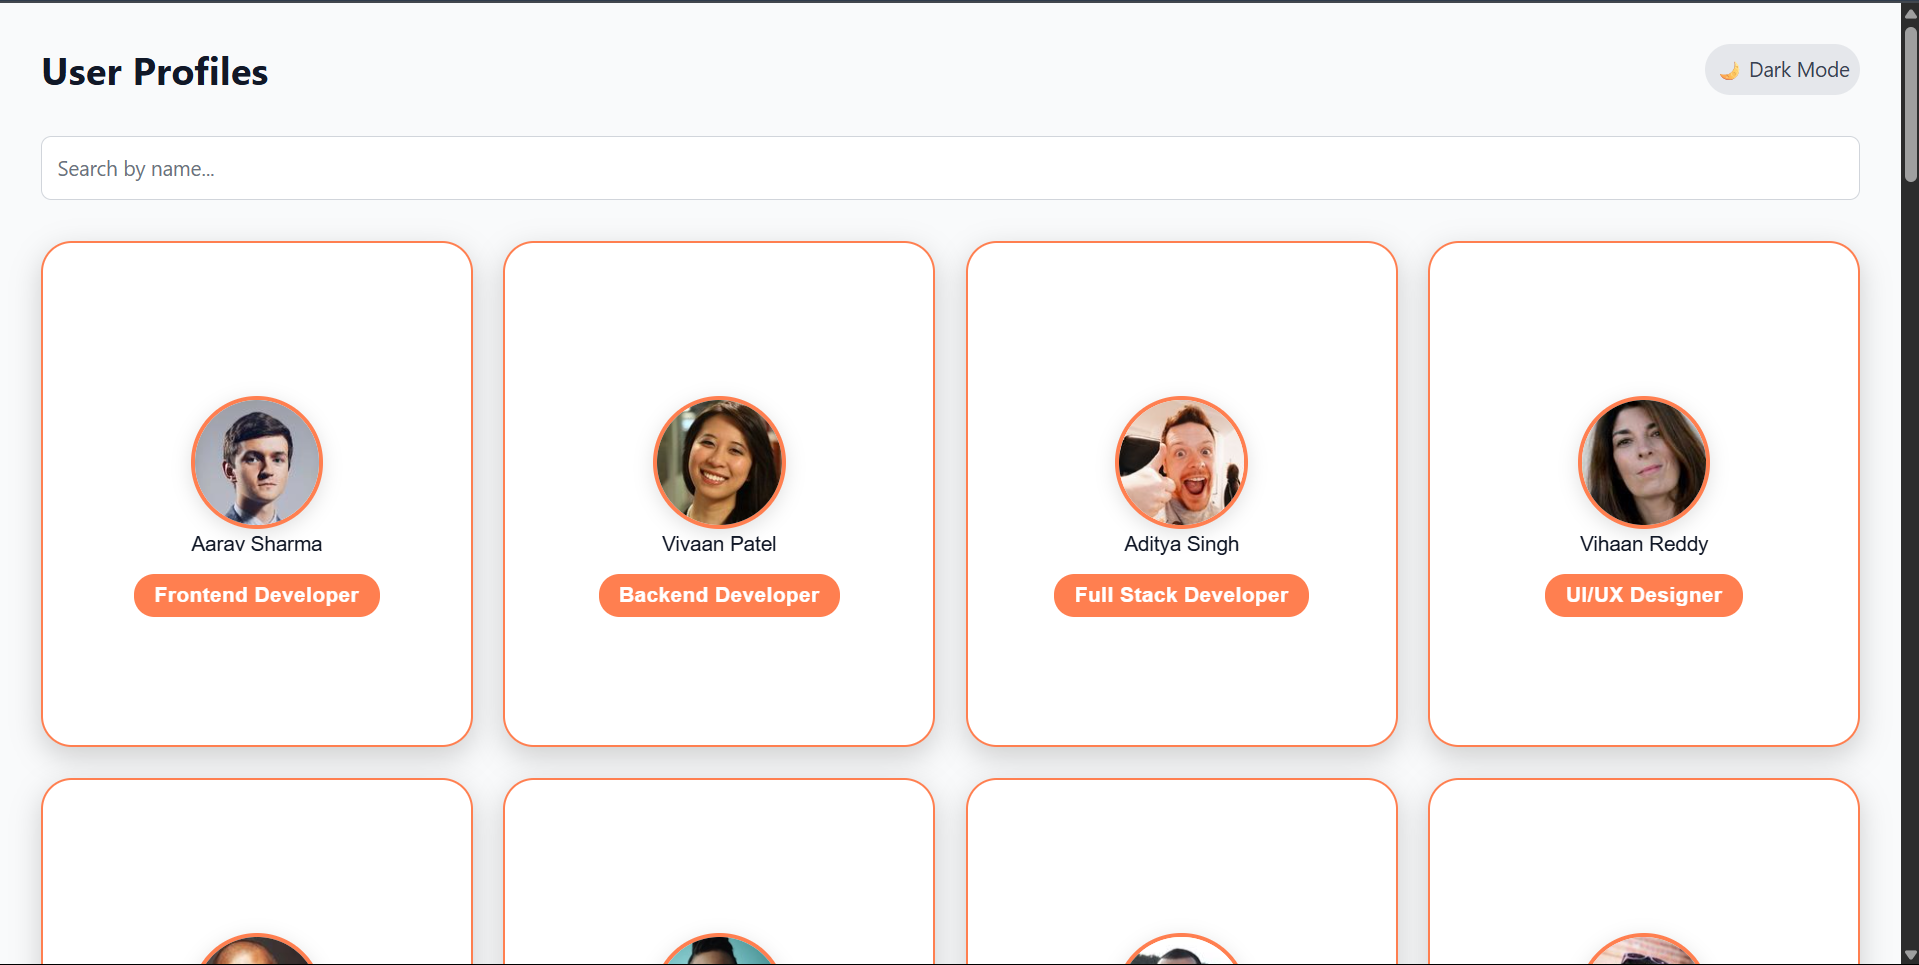 User Profiles
🌙 Dark Mode
Search by name...
Aarav Sharma
Frontend Developer
Vivaan Patel
Backend Developer
Aditya Singh
Full Stack Developer
Vihaan Reddy
UI/UX Designer